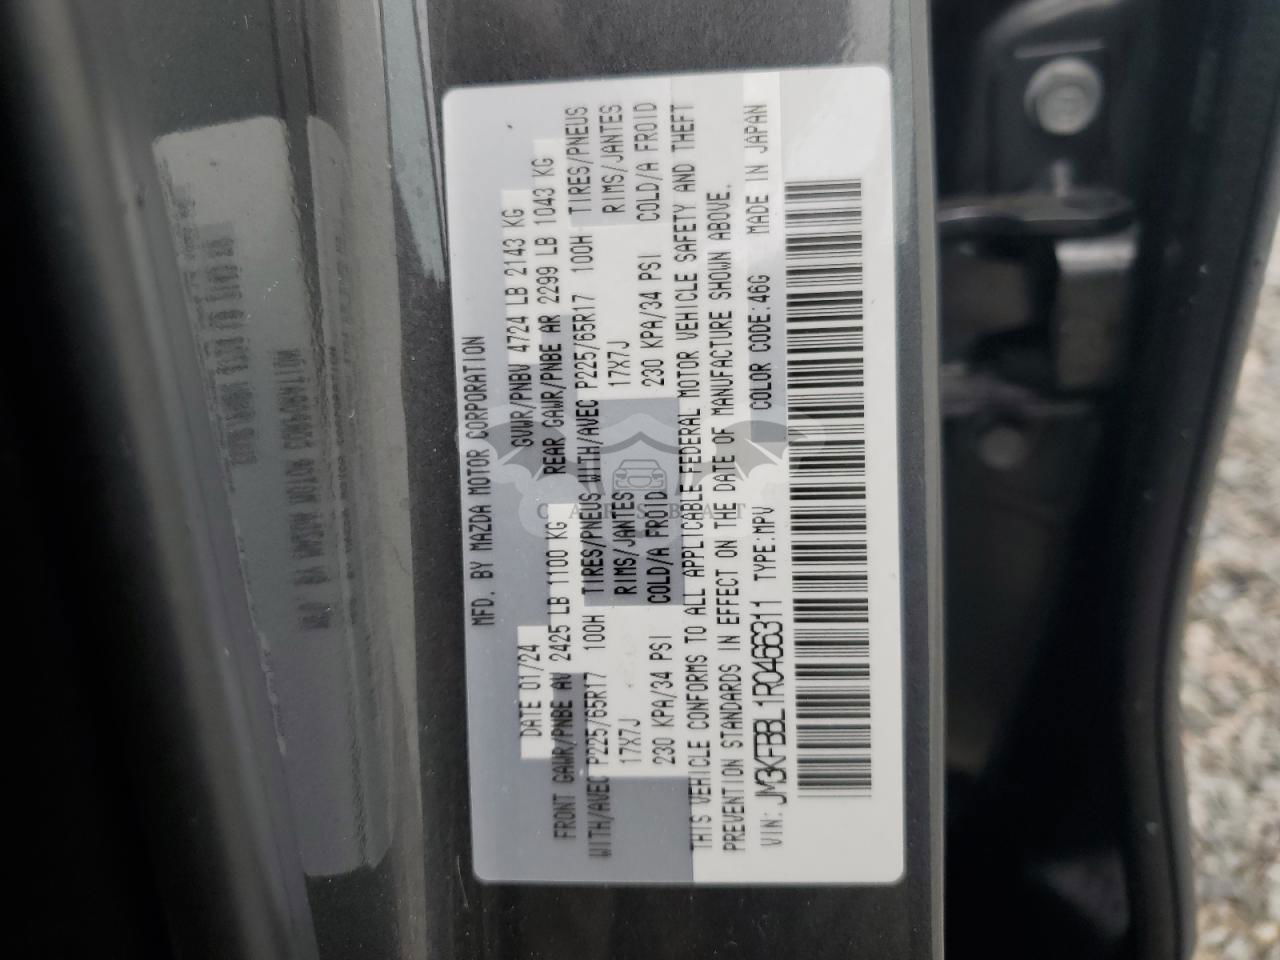 MFD. BY MAZDA MOTOR CORPORATION
DATE 01/24 GVWR/PNBV 4724 LB 2143 KG
FRONT GAWR/PNBE AV 2425 LB 1100 KG REAR GAWR/PNBE AR 2299 LB 1043 KG
WITH/AVEC P225/65R17 100H TIRES/PNEUS WITH/AVEC P225/65R17 100H TIRES/PNEUS
17X7J RIMS/JANTES 17X7J RIMS/JANTES
230 KPA/34 PSI COLD/A FROID 230 KPA/34 PSI COLD/A FROID
THIS VEHICLE CONFORMS TO ALL APPLICABLE FEDERAL MOTOR VEHICLE SAFETY AND THEFT
PREVENTION STANDARDS IN EFFECT ON THE DATE OF MANUFACTURE SHOWN ABOVE.
VIN: JM3KFBBL1R0466311 TYPE:MPV COLOR CODE:46G MADE IN JAPAN
CARSBAT